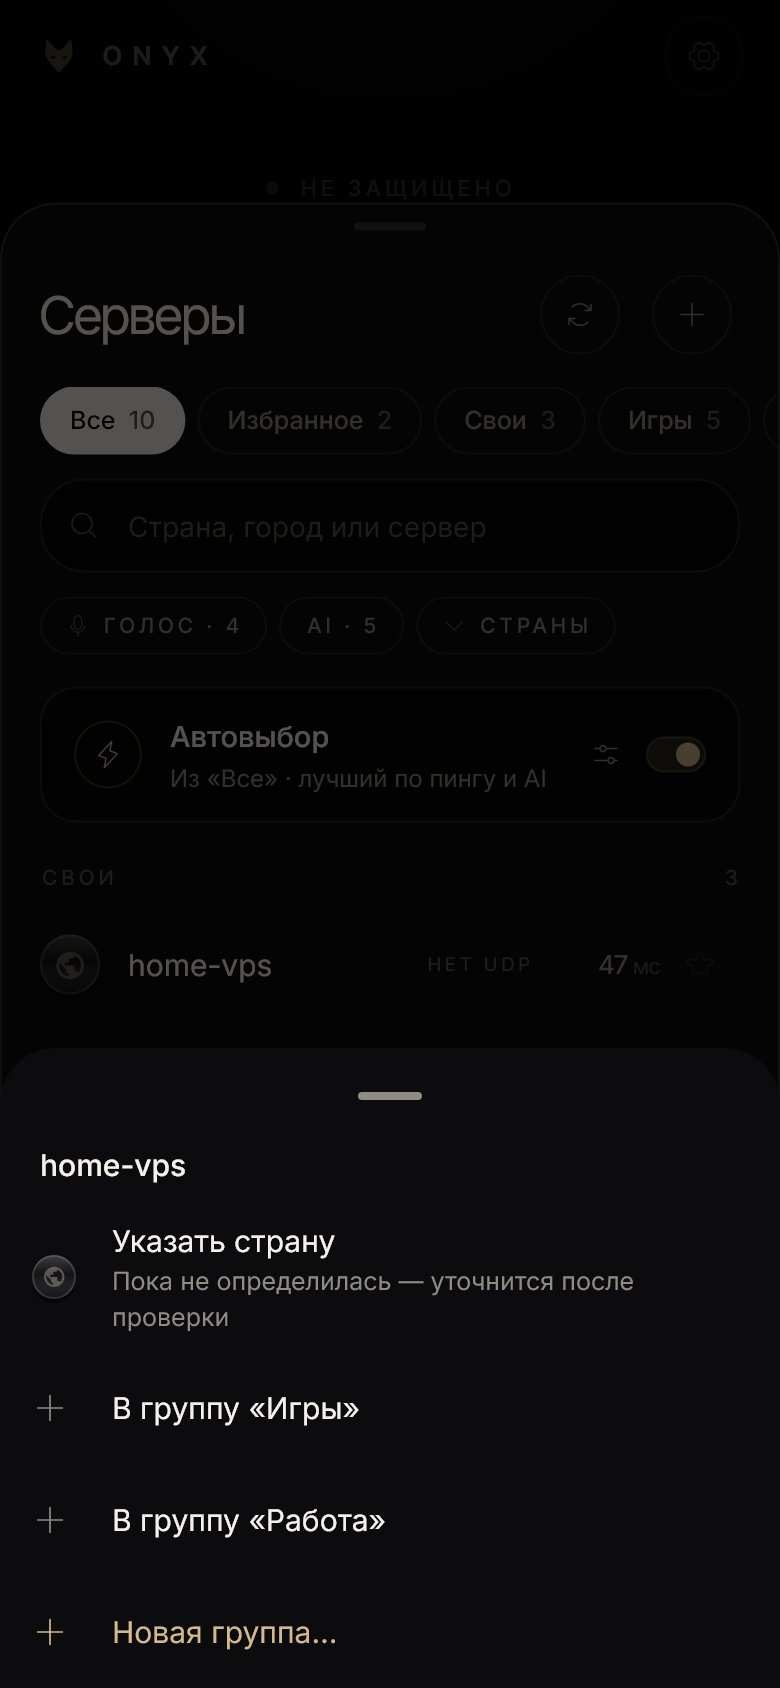 ONYX
НЕ ЗАЩИЩЕНО
Серверы
Все 10 Избранное 2 Свои 3 Игры 5
Страна, город или сервер
ГОЛОС · 4 AI · 5 СТРАНЫ
Автовыбор
Из «Все» · лучший по пингу и AI
СВОИ 3
home-vps НЕТ UDP 47 мс
home-vps
Указать страну
Пока не определилась — уточнится после
проверки
В группу «Игры»
В группу «Работа»
Новая группа...